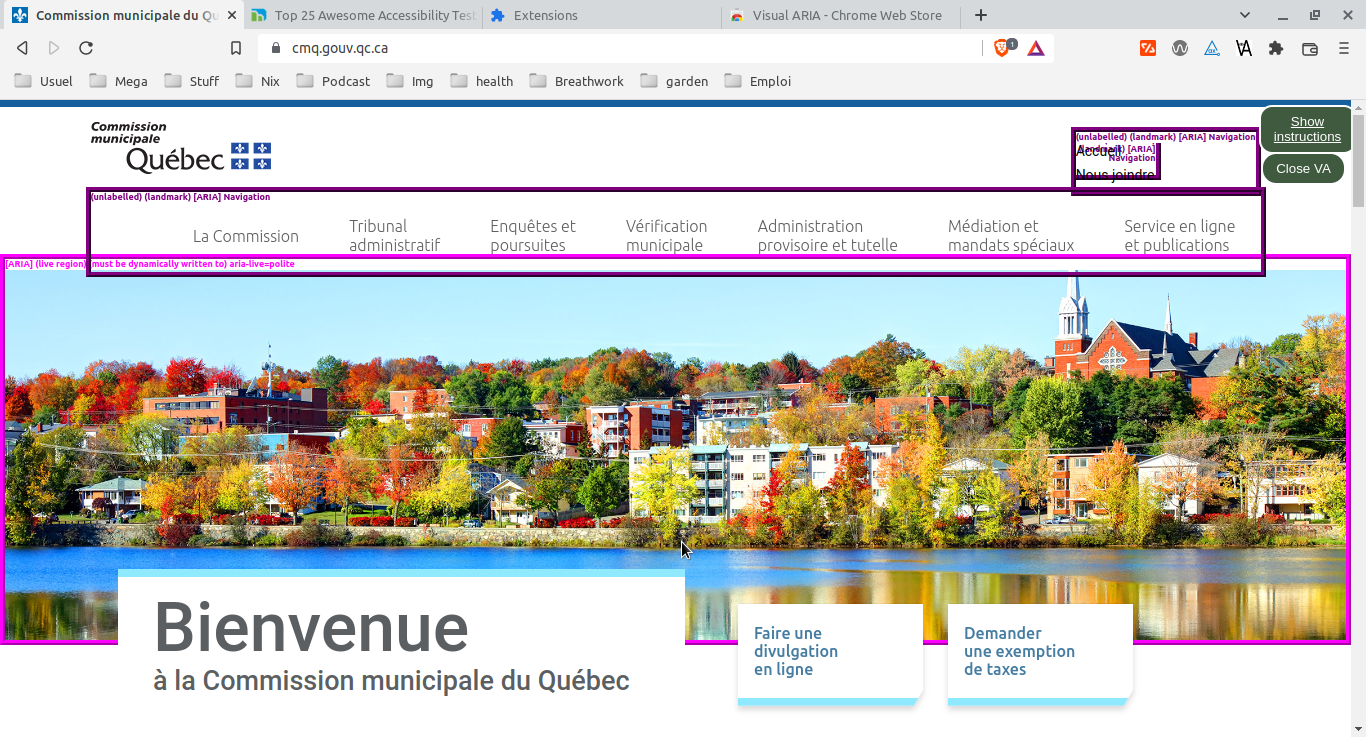 Commission municipale du Qu
Top 25 Awesome Accessibility Test
Extensions
Visual ARIA - Chrome Web Store
cmq.gouv.qc.ca
1
Usuel
Mega
Stuff
Nix
Podcast
Img
health
Breathwork
garden
Emploi
Commission
municipale
Québec
(unlabelled) (landmark) [ARIA] Navigation
(landmark) [ARIA]
Navigation
Accueil
Nous joindre
Show
instructions
Close VA
(unlabelled) (landmark) [ARIA] Navigation
La Commission
Tribunal
administratif
Enquêtes et
poursuites
Vérification
municipale
Administration
provisoire et tutelle
Médiation et
mandats spéciaux
Service en ligne
et publications
[ARIA] (live region) (must be dynamically written to) aria-live=polite
Bienvenue
à la Commission municipale du Québec
Faire une
divulgation
en ligne
Demander
une exemption
de taxes